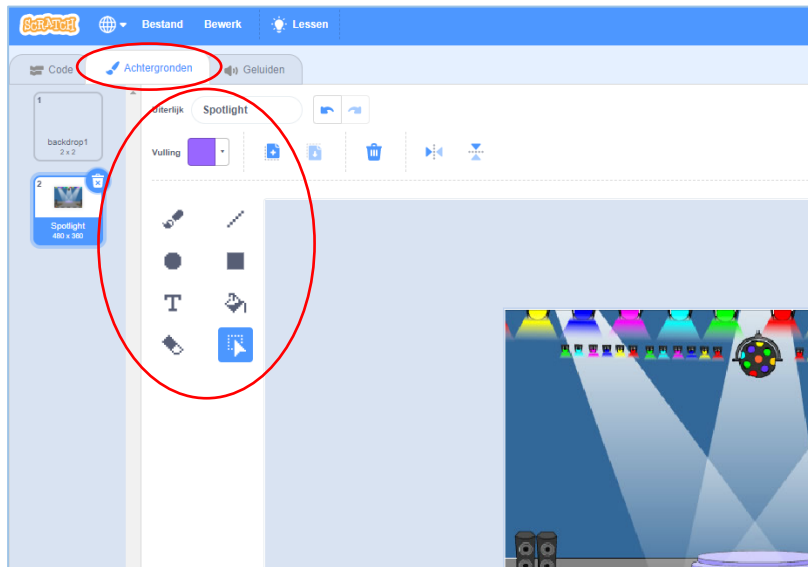 SCRATCH Bestand Bewerk Lessen
Code Achtergronden Geluiden
1
backdrop1
2 x 2
2
Spotlight
480 x 360
Uiterlijk Spotlight
Vulling
T